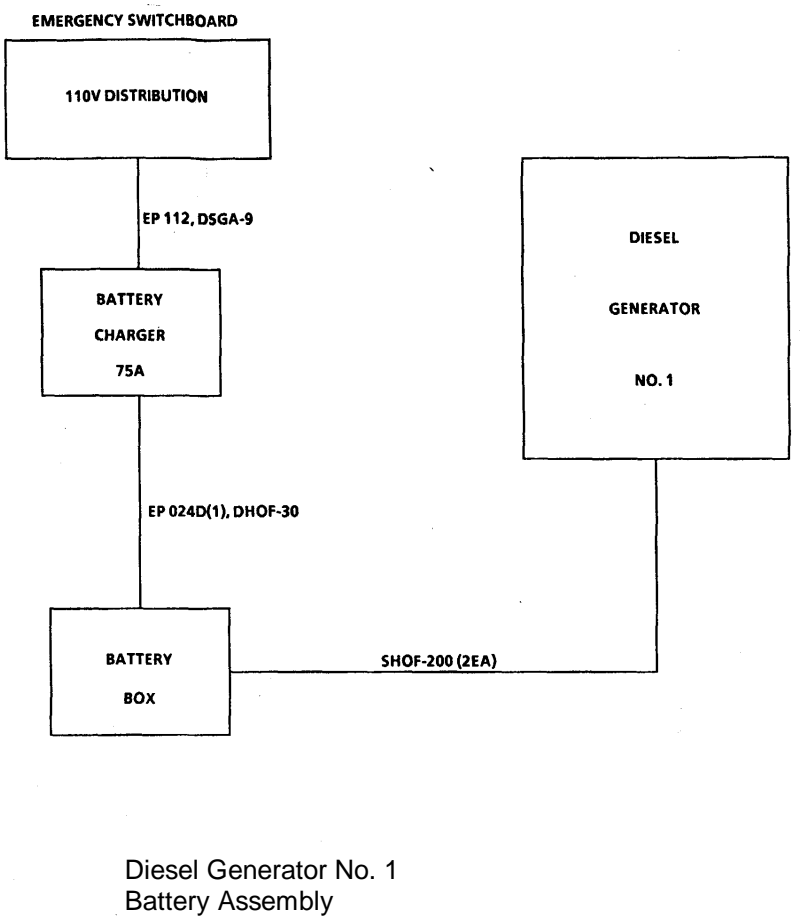 EMERGENCY SWITCHBOARD
110V DISTRIBUTION
EP 112, DSGA-9
BATTERY
CHARGER
75A
DIESEL
GENERATOR
NO. 1
EP 024D(1), DHOF-30
BATTERY
BOX
SHOF-200 (2EA)
Diesel Generator No. 1
Battery Assembly